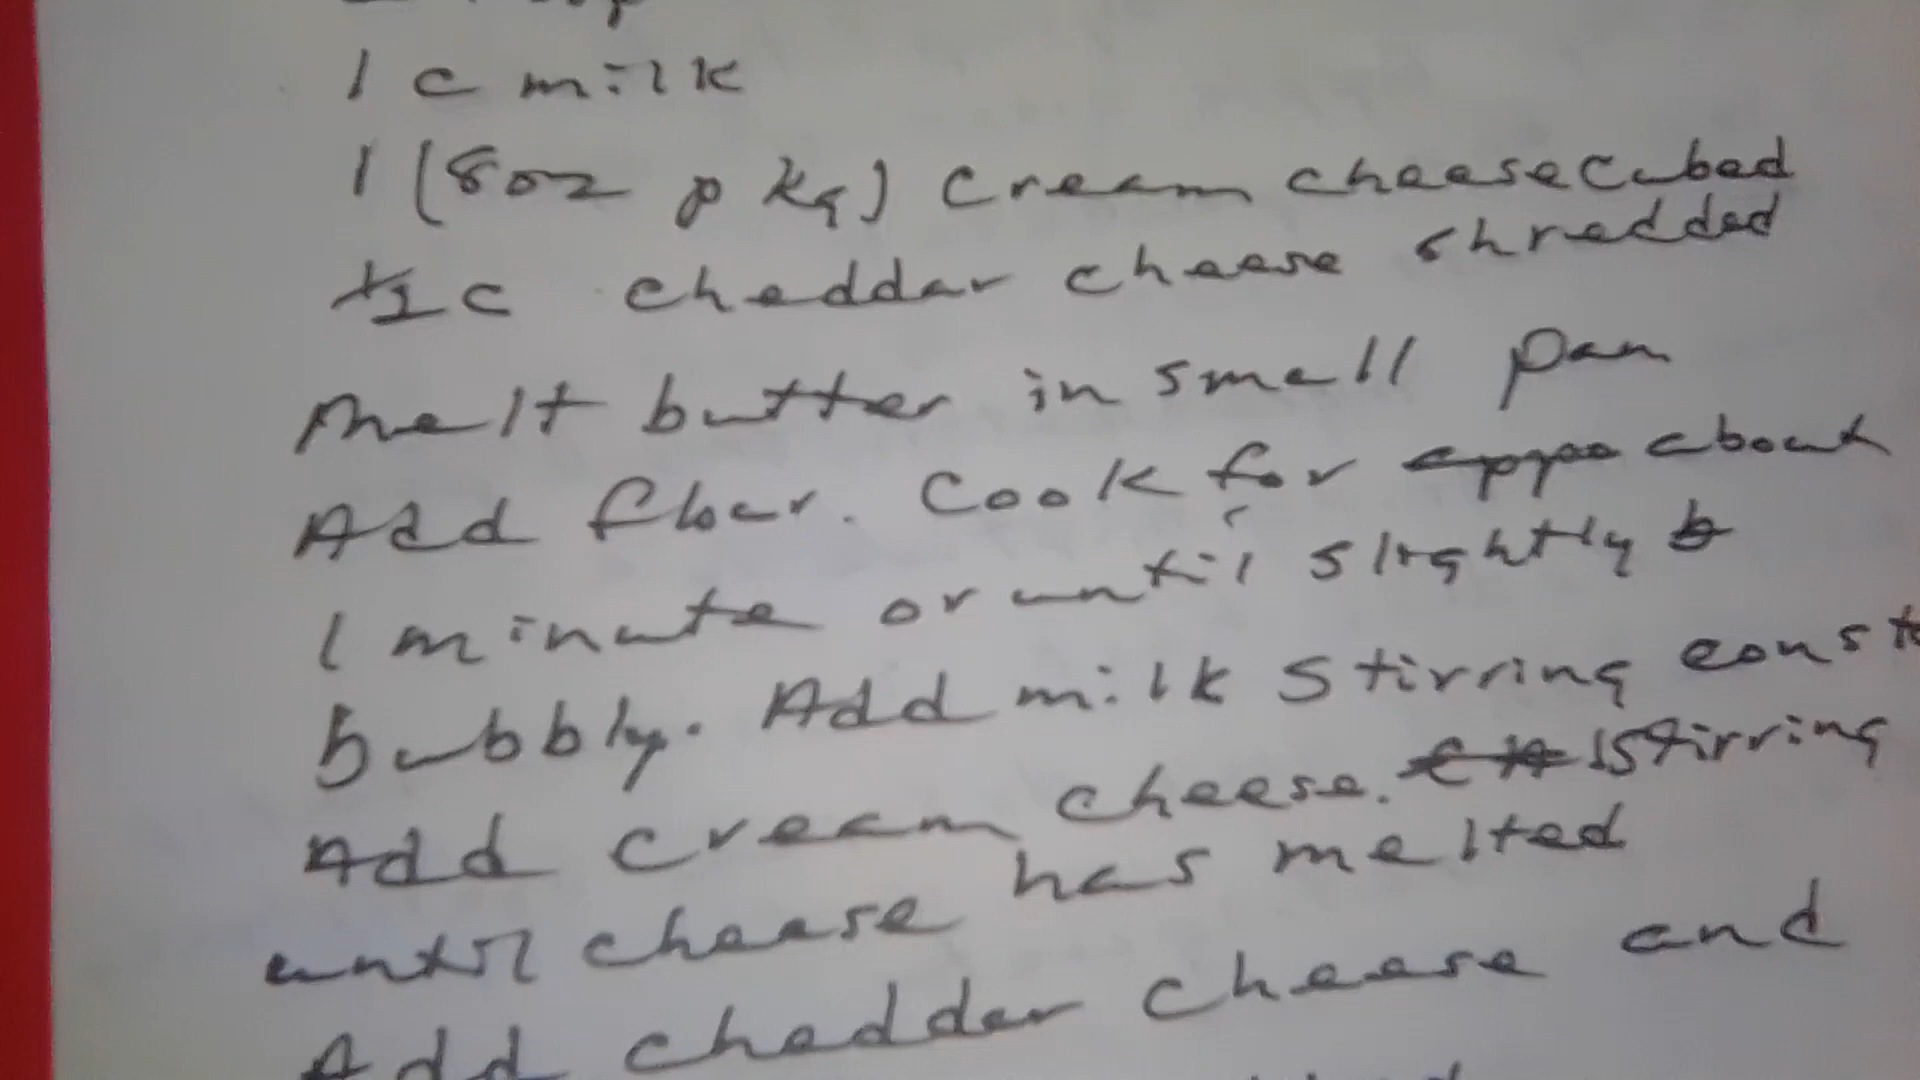 1 c milk
1 (8oz pkg) cream cheese cubed
½ c cheddar cheese shredded
Melt butter in small pan
Add flour. Cook for about
1 minute or until slightly
bubbly. Add milk stirring const
Add cream cheese. Stirring
until cheese has melted
Add cheddar cheese and